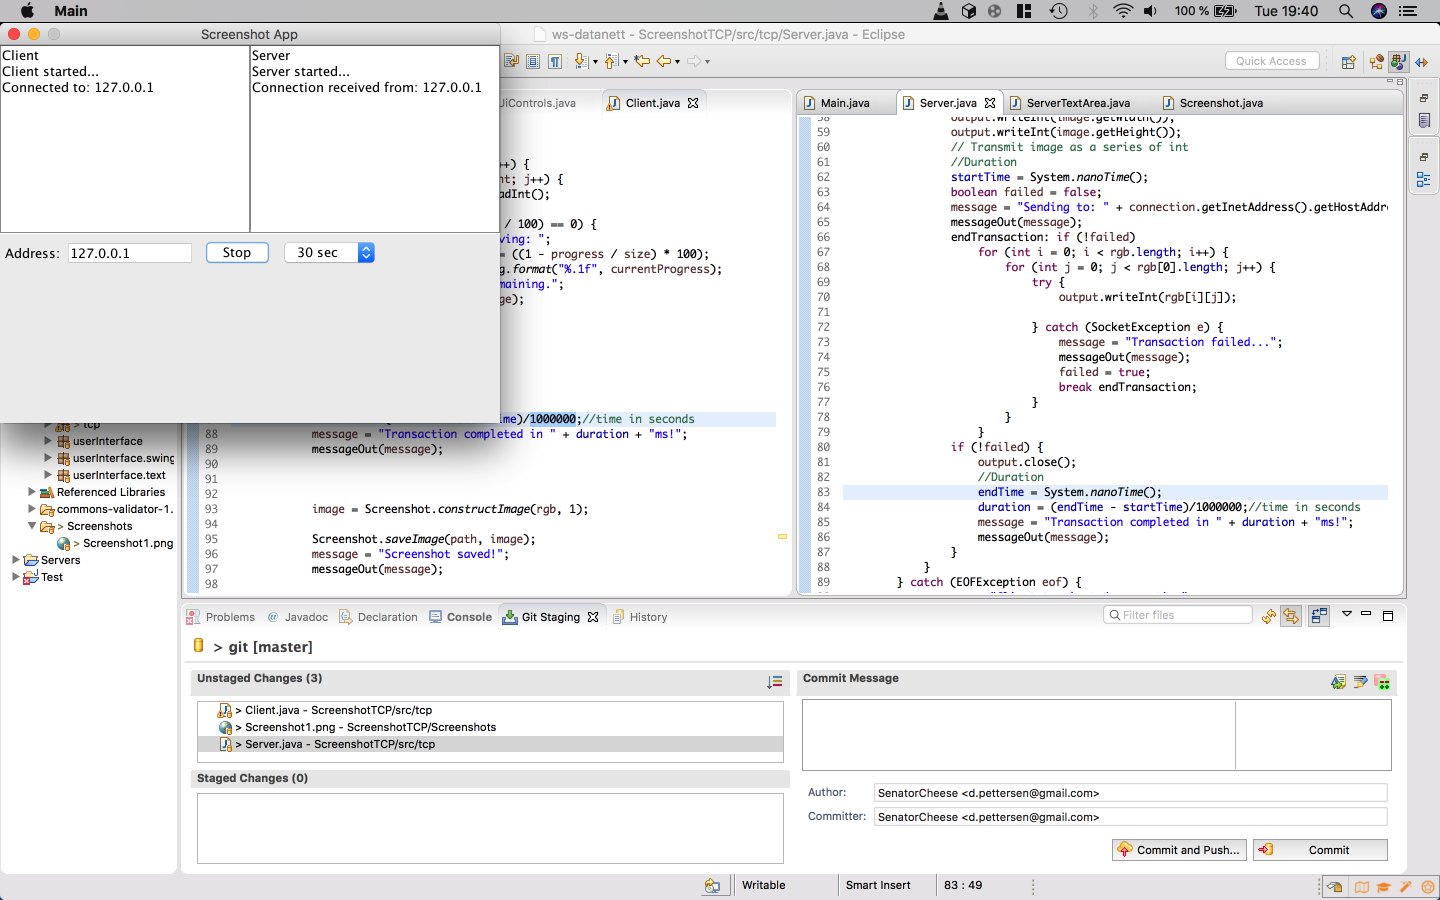 Main
100 %
Tue 19:40
Screenshot App
ws-datanett - ScreenshotTCP/src/tcp/Server.java - Eclipse
Client
Client started...
Connected to: 127.0.0.1
Server
Server started...
Connection received from: 127.0.0.1
Address:
127.0.0.1
Stop
30 sec
Quick Access
UiControls.java
Client.java
++) {
nt; j++) {
adInt();
/ 100) == 0) {
ving: ";
= ((1 - progress / size) * 100);
g.format("%.1f", currentProgress);
maining.";
ge);
me)/1000000;//time in seconds
88 message = "Transaction completed in " + duration + "ms!";
89 messageOut(message);
90
91
92
93 image = Screenshot.constructImage(rgb, 1);
94
95 Screenshot.saveImage(path, image);
96 message = "Screenshot saved!";
97 messageOut(message);
98
Main.java
Server.java
ServerTextArea.java
Screenshot.java
58 output.writeInt(image.getWidth());
59 output.writeInt(image.getHeight());
60 // Transmit image as a series of int
61 //Duration
62 startTime = System.nanoTime();
63 boolean failed = false;
64 message = "Sending to: " + connection.getInetAddress().getHostAddre
65 messageOut(message);
66 endTransaction: if (!failed)
67 for (int i = 0; i < rgb.length; i++) {
68 for (int j = 0; j < rgb[0].length; j++) {
69 try {
70 output.writeInt(rgb[i][j]);
71
72 } catch (SocketException e) {
73 message = "Transaction failed...";
74 messageOut(message);
75 failed = true;
76 break endTransaction;
77 }
78 }
79 }
80 if (!failed) {
81 output.close();
82 //Duration
83 endTime = System.nanoTime();
84 duration = (endTime - startTime)/1000000;//time in seconds
85 message = "Transaction completed in " + duration + "ms!";
86 messageOut(message);
87 }
88 }
89 } catch (EOFException eof) {
> tcp
userInterface
userInterface.swing
userInterface.text
Referenced Libraries
commons-validator-1.
> Screenshots
> Screenshot1.png
Servers
Test
Problems
@ Javadoc
Declaration
Console
Git Staging
History
Filter files
> git [master]
Unstaged Changes (3)
> Client.java - ScreenshotTCP/src/tcp
> Screenshot1.png - ScreenshotTCP/Screenshots
> Server.java - ScreenshotTCP/src/tcp
Staged Changes (0)
Commit Message
Author:
SenatorCheese <d.pettersen@gmail.com>
Committer:
SenatorCheese <d.pettersen@gmail.com>
Commit and Push...
Commit
Writable
Smart Insert
83 : 49